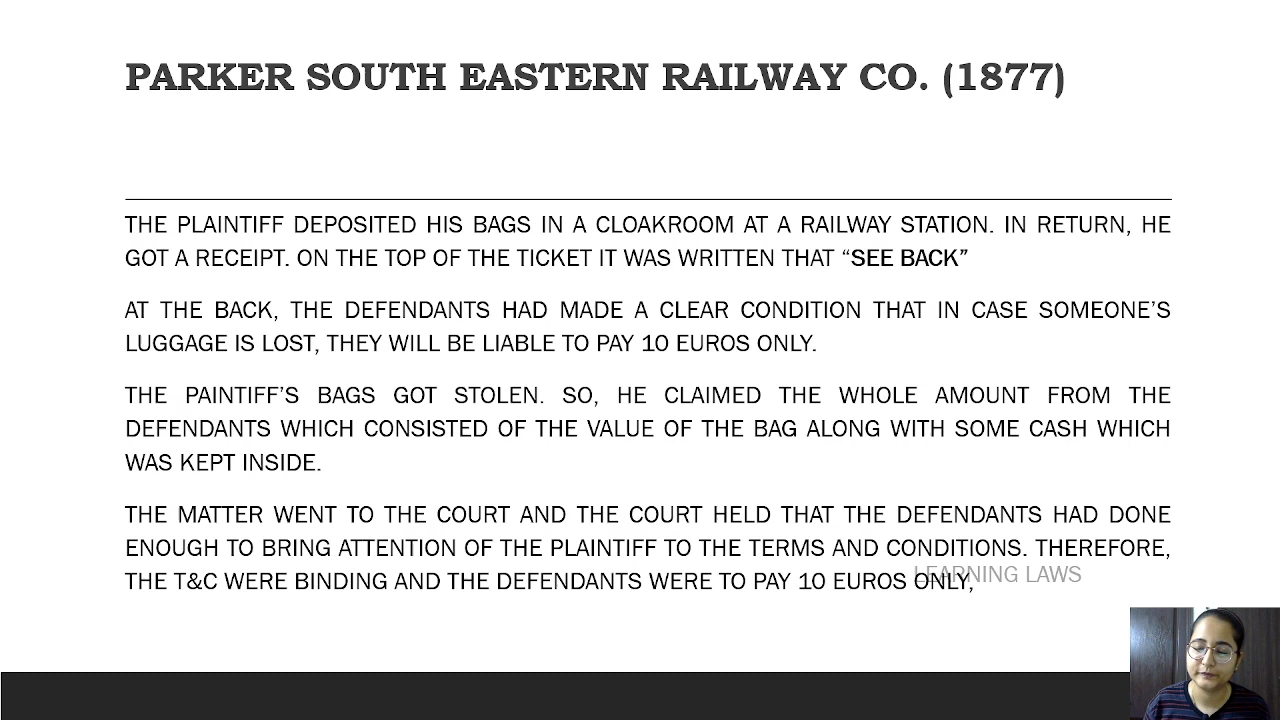 PARKER SOUTH EASTERN RAILWAY CO. (1877)
THE PLAINTIFF DEPOSITED HIS BAGS IN A CLOAKROOM AT A RAILWAY STATION. IN RETURN, HE
GOT A RECEIPT. ON THE TOP OF THE TICKET IT WAS WRITTEN THAT “SEE BACK”
AT THE BACK, THE DEFENDANTS HAD MADE A CLEAR CONDITION THAT IN CASE SOMEONE’S
LUGGAGE IS LOST, THEY WILL BE LIABLE TO PAY 10 EUROS ONLY.
THE PAINTIFF’S BAGS GOT STOLEN. SO, HE CLAIMED THE WHOLE AMOUNT FROM THE
DEFENDANTS WHICH CONSISTED OF THE VALUE OF THE BAG ALONG WITH SOME CASH WHICH
WAS KEPT INSIDE.
THE MATTER WENT TO THE COURT AND THE COURT HELD THAT THE DEFENDANTS HAD DONE
ENOUGH TO BRING ATTENTION OF THE PLAINTIFF TO THE TERMS AND CONDITIONS. THEREFORE,
THE T&C WERE BINDING AND THE DEFENDANTS WERE TO PAY 10 EUROS ONLY,
LEARNING LAWS